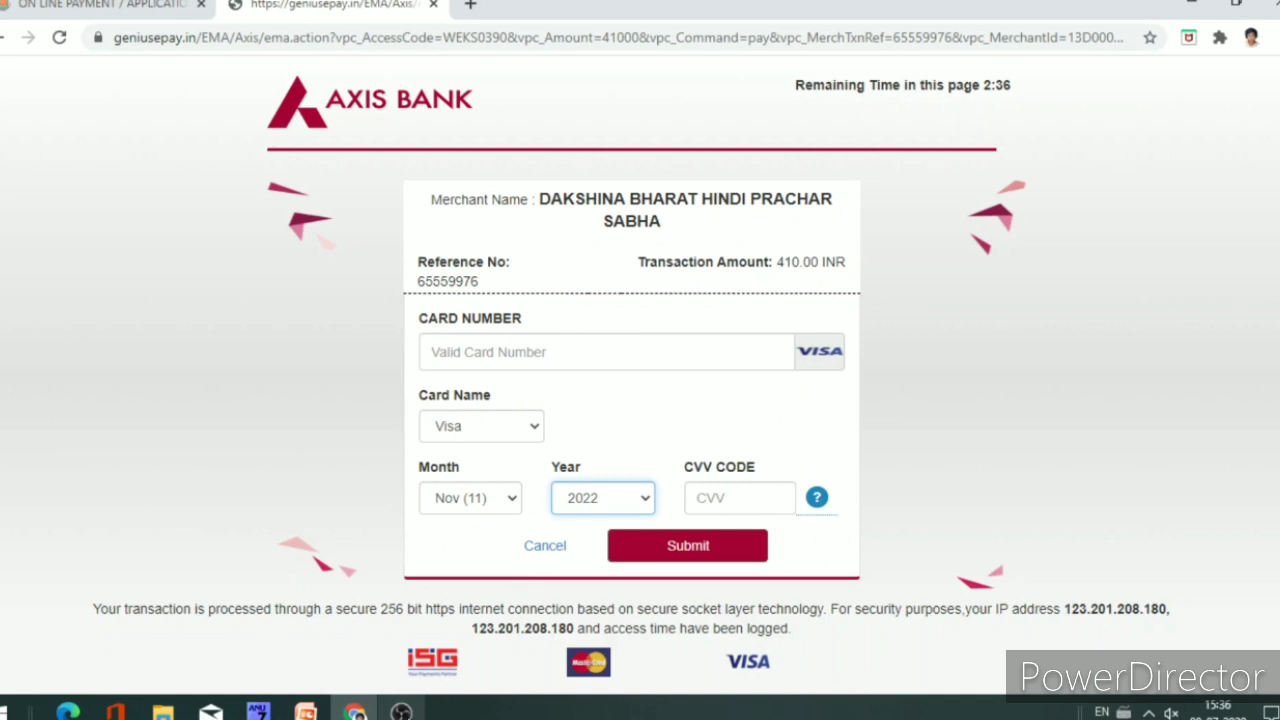 ON LINE PAYMENT / APPLICATIO
https://geniusepay.in/EMA/Axis/
geniusepay.in/EMA/Axis/ema.action?vpc_AccessCode=WEKS0390&vpc_Amount=41000&vpc_Command=pay&vpc_MerchTxnRef=65559976&vpc_MerchantId=13D000...
AXIS BANK
Remaining Time in this page 2:36
Merchant Name : DAKSHINA BHARAT HINDI PRACHAR
SABHA
Reference No:
65559976
Transaction Amount: 410.00 INR
CARD NUMBER
Valid Card Number
VISA
Card Name
Visa
Month
Year
CVV CODE
Nov (11)
2022
CVV
?
Cancel
Submit
Your transaction is processed through a secure 256 bit https internet connection based on secure socket layer technology. For security purposes,your IP address 123.201.208.180,
123.201.208.180 and access time have been logged.
ISG
MasterCard
VISA
PowerDirector
ANU
7
EN
15:36